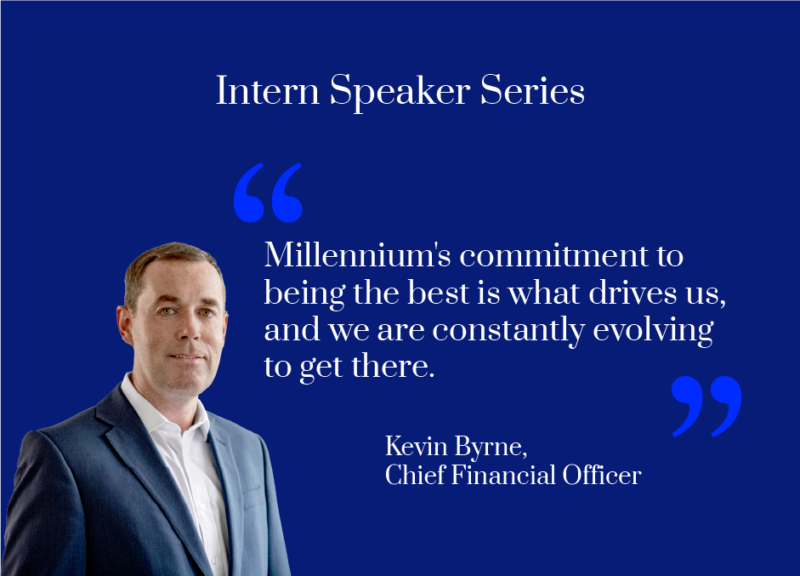 Intern Speaker Series
“
Millennium's commitment to
being the best is what drives us,
and we are constantly evolving
to get there.
”
Kevin Byrne,
Chief Financial Officer